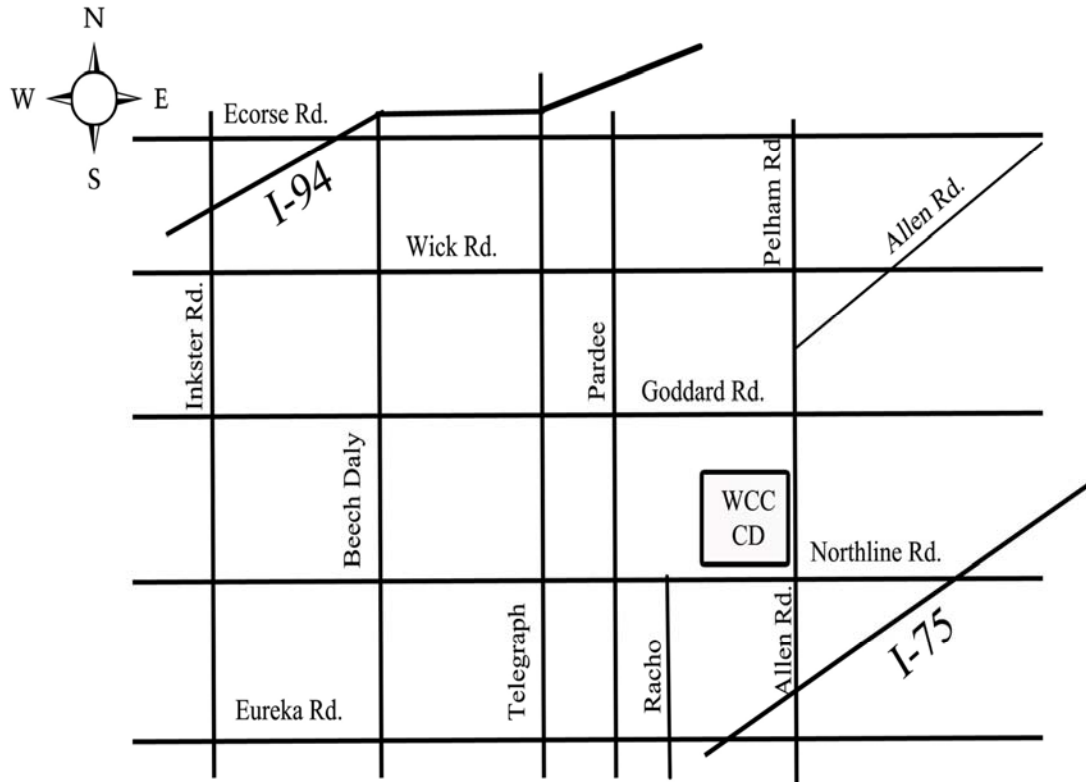 N
W
E
S
Ecorse Rd.
I-94
Pelham Rd
Allen Rd.
Wick Rd.
Inkster Rd.
Pardee
Goddard Rd.
Beech Daly
WCC
CD
Northline Rd.
Telegraph
Racho
Allen Rd.
I-75
Eureka Rd.